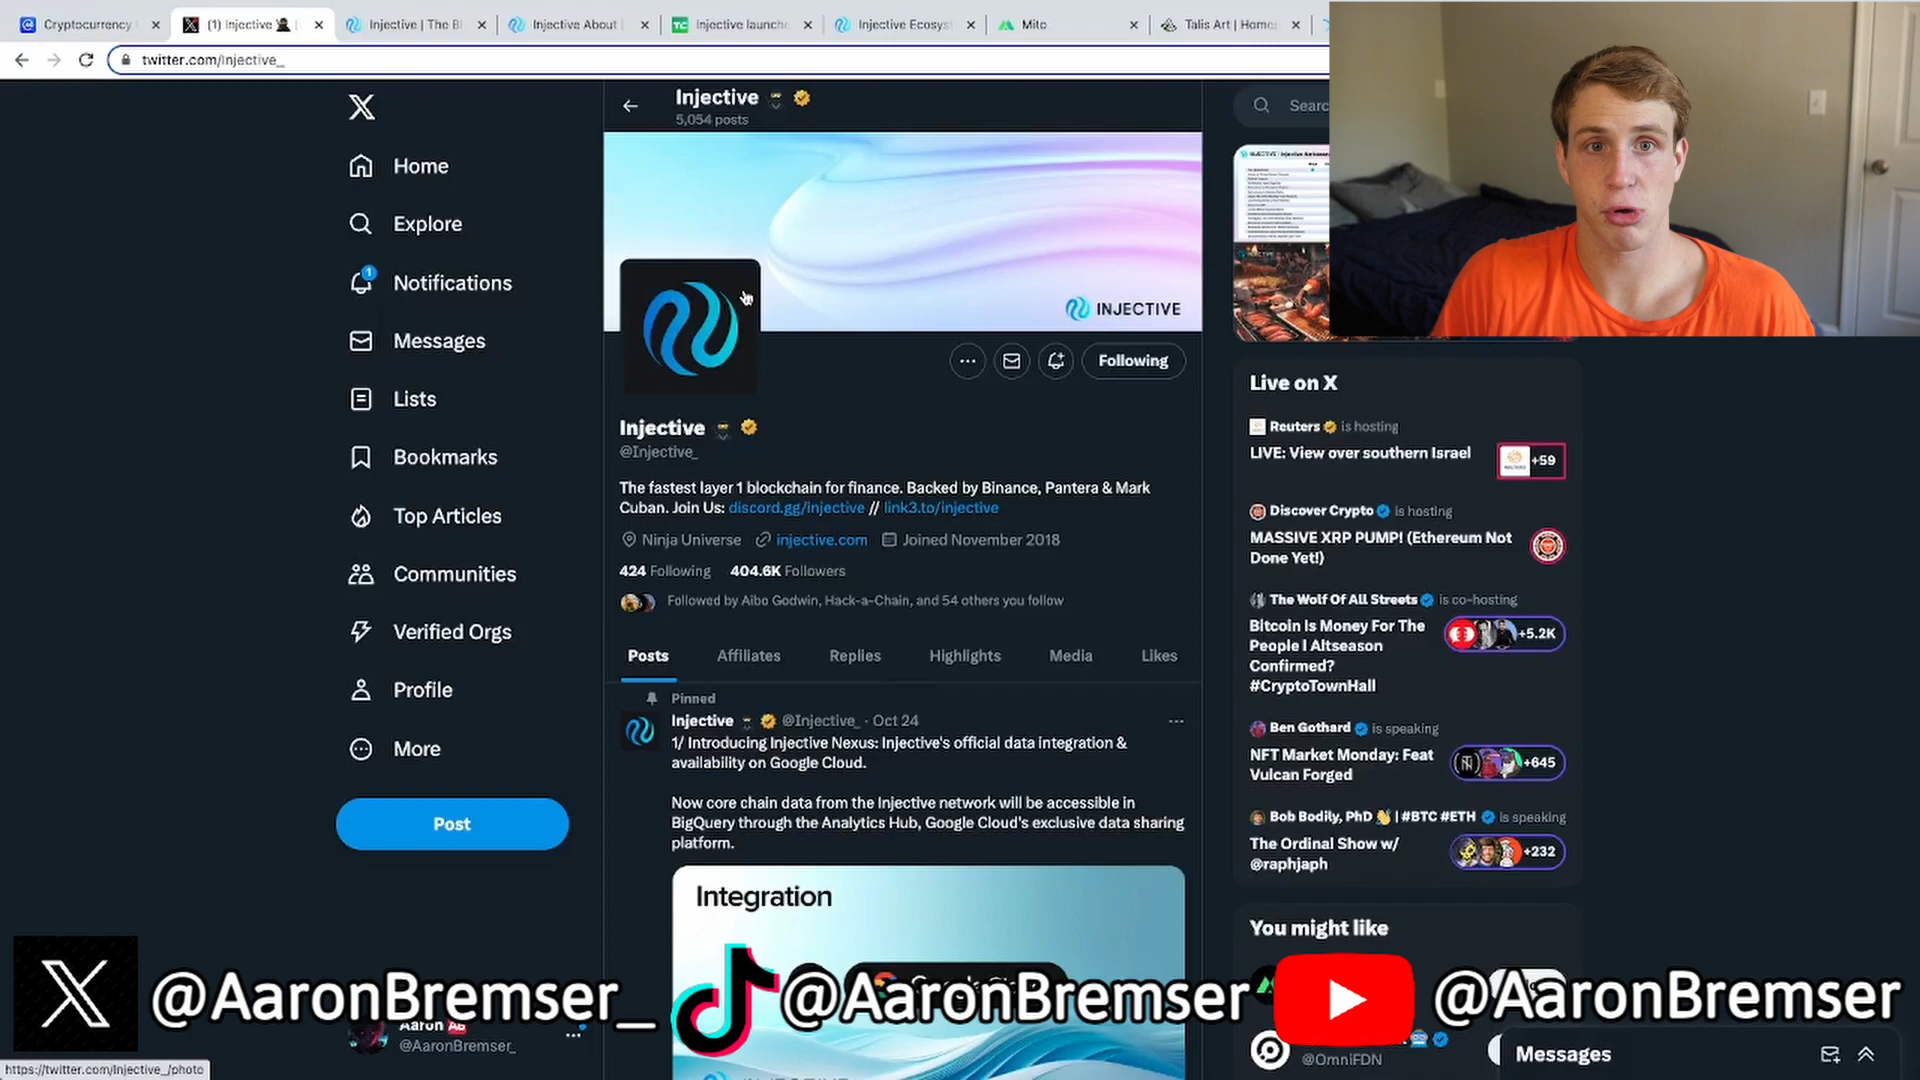 Cryptocurrency
(1) Injective
Injective | The Bl
Injective About |
Injective launche
Injective Ecosyst
Mito
Talis Art | Home
twitter.com/Injective_
Injective
5,054 posts
Searc
Home
Explore
1
Notifications
Messages
Lists
Bookmarks
Top Articles
Communities
Verified Orgs
Profile
More
Post
INJECTIVE
Following
Injective
@Injective_
The fastest layer 1 blockchain for finance. Backed by Binance, Pantera & Mark
Cuban. Join Us: discord.gg/injective // link3.to/injective
Ninja Universe injective.com Joined November 2018
424 Following 404.6K Followers
Followed by Aibo Godwin, Hack-a-Chain, and 54 others you follow
Posts Affiliates Replies Highlights Media Likes
Pinned
Injective @Injective_ · Oct 24
1/ Introducing Injective Nexus: Injective's official data integration &
availability on Google Cloud.
Now core chain data from the Injective network will be accessible in
BigQuery through the Analytics Hub, Google Cloud's exclusive data sharing
platform.
Integration
Live on X
Reuters is hosting
LIVE: View over southern Israel
+59
Discover Crypto is hosting
MASSIVE XRP PUMP! (Ethereum Not
Done Yet!)
The Wolf Of All Streets is co-hosting
Bitcoin Is Money For The
People | Altseason
Confirmed?
#CryptoTownHall
+5.2K
Ben Gothard is speaking
NFT Market Monday: Feat
Vulcan Forged
+645
Bob Bodily, PhD 👋 | #BTC #ETH is speaking
The Ordinal Show w/
@raphjaph
+232
You might like
@AaronBremser_
@AaronBremser
@AaronBremser
Aaron
@AaronBremser_
@OmniFDN
Messages
https://twitter.com/Injective_/photo